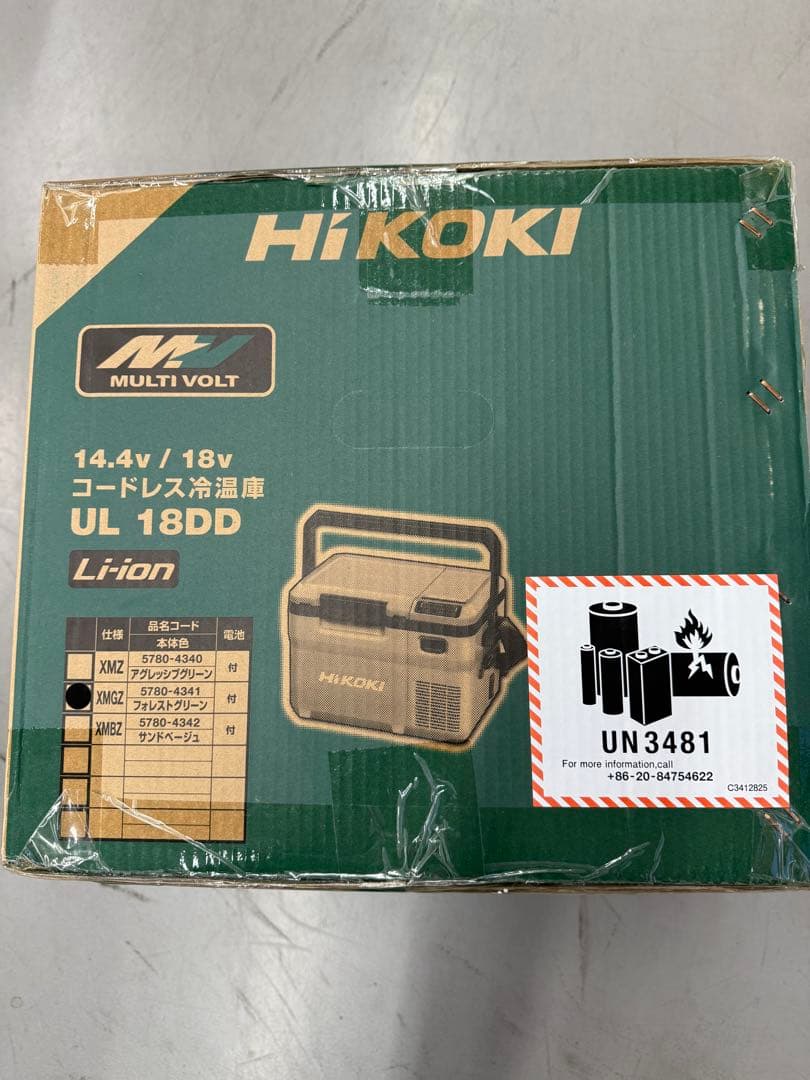 HiKOKI
MV
MULTI VOLT
14.4v / 18v
コードレス冷温庫
UL 18DD
Li-ion
仕様 品名コード 本体色 電池
XMZ 5780-4340 アグレッシブグリーン 付
XMGZ 5780-4341 フォレストグリーン 付
XMBZ 5780-4342 サンドベージュ 付
HiKOKI
UN3481
For more information,call
+86-20-84754622
C3412825